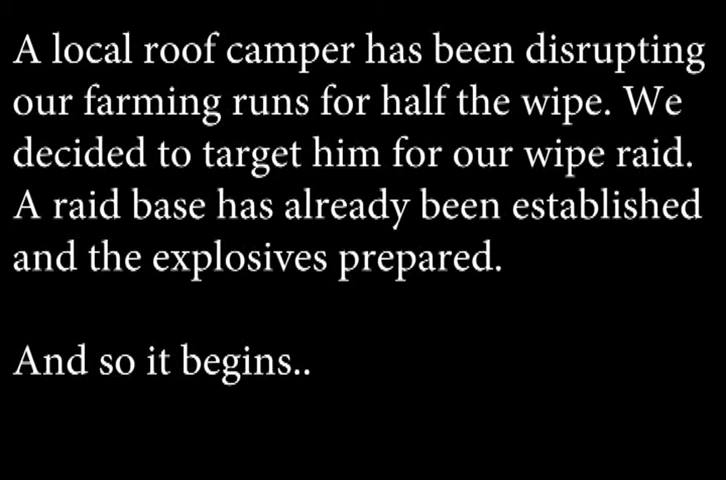 A local roof camper has been disrupting
our farming runs for half the wipe. We
decided to target him for our wipe raid.
A raid base has already been established
and the explosives prepared.
And so it begins..